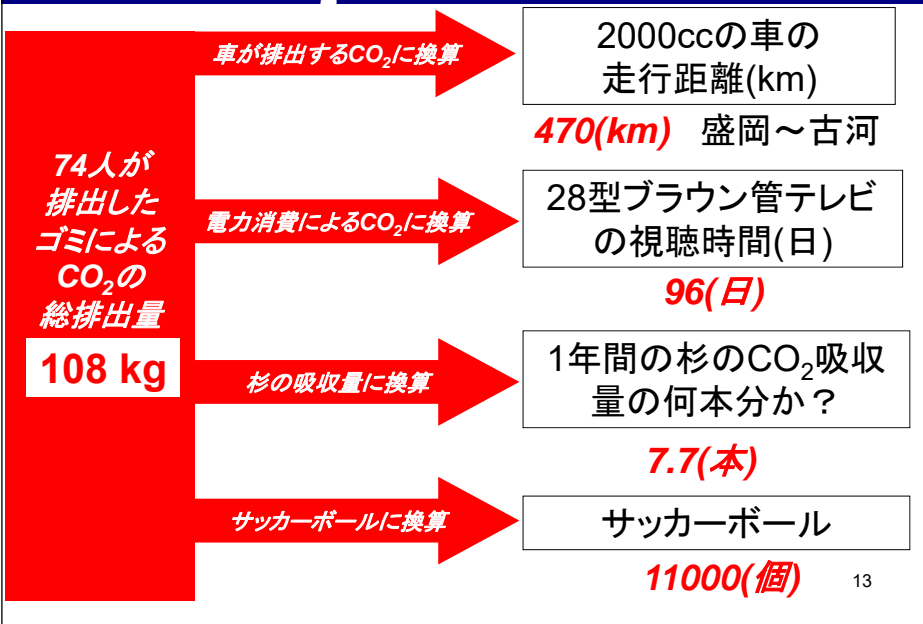 74人が
排出した
ゴミによる
CO₂の
総排出量
108 kg
車が排出するCO₂に換算
2000ccの車の
走行距離(km)
470(km) 盛岡～古河
電力消費によるCO₂に換算
28型ブラウン管テレビ
の視聴時間(日)
96(日)
杉の吸収量に換算
1年間の杉のCO₂吸収
量の何本分か？
7.7(本)
サッカーボールに換算
サッカーボール
11000(個)
13